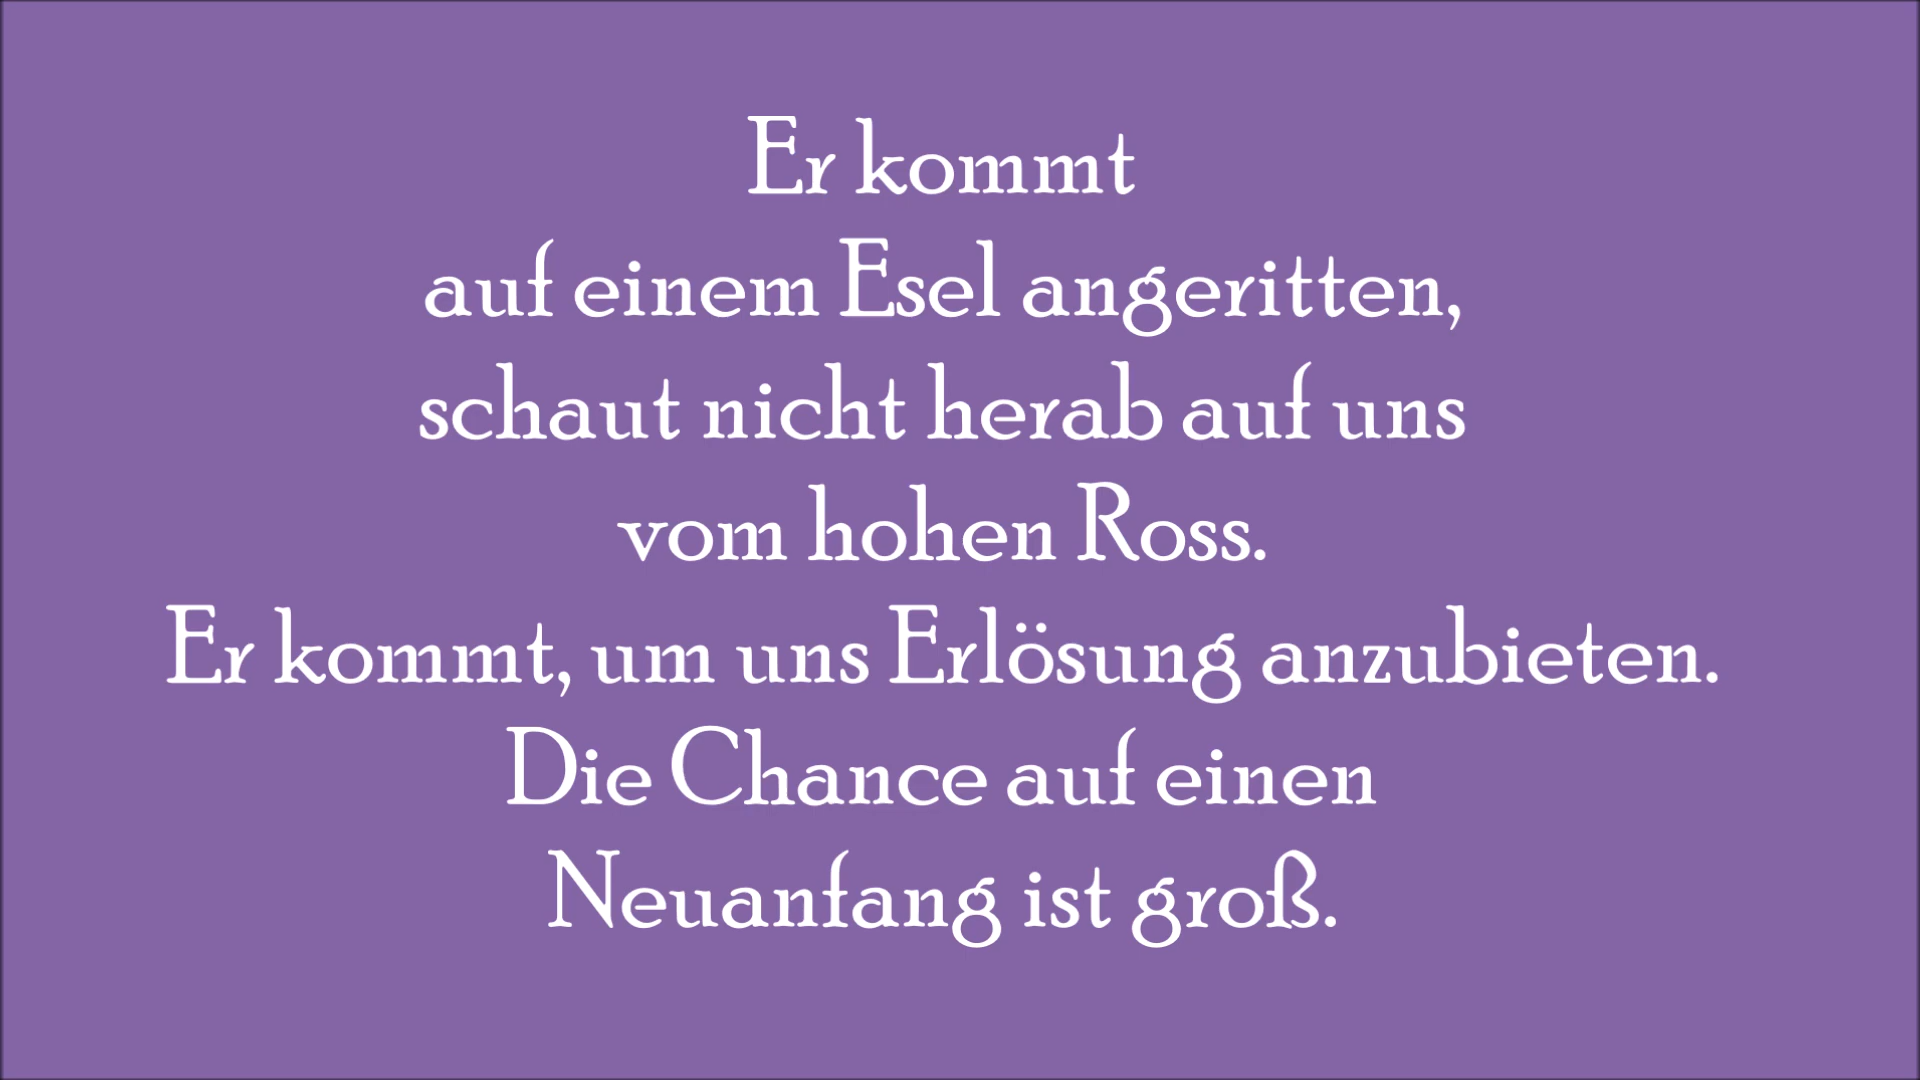 Er kommt
auf einem Esel angeritten,
schaut nicht herab auf uns
vom hohen Ross.
Er kommt, um uns Erlösung anzubieten.
Die Chance auf einen
Neuanfang ist groß.